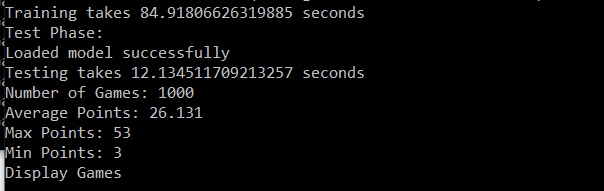 Training takes 84.91806626319885 seconds
Test Phase:
Loaded model successfully
Testing takes 12.134511709213257 seconds
Number of Games: 1000
Average Points: 26.131
Max Points: 53
Min Points: 3
Display Games